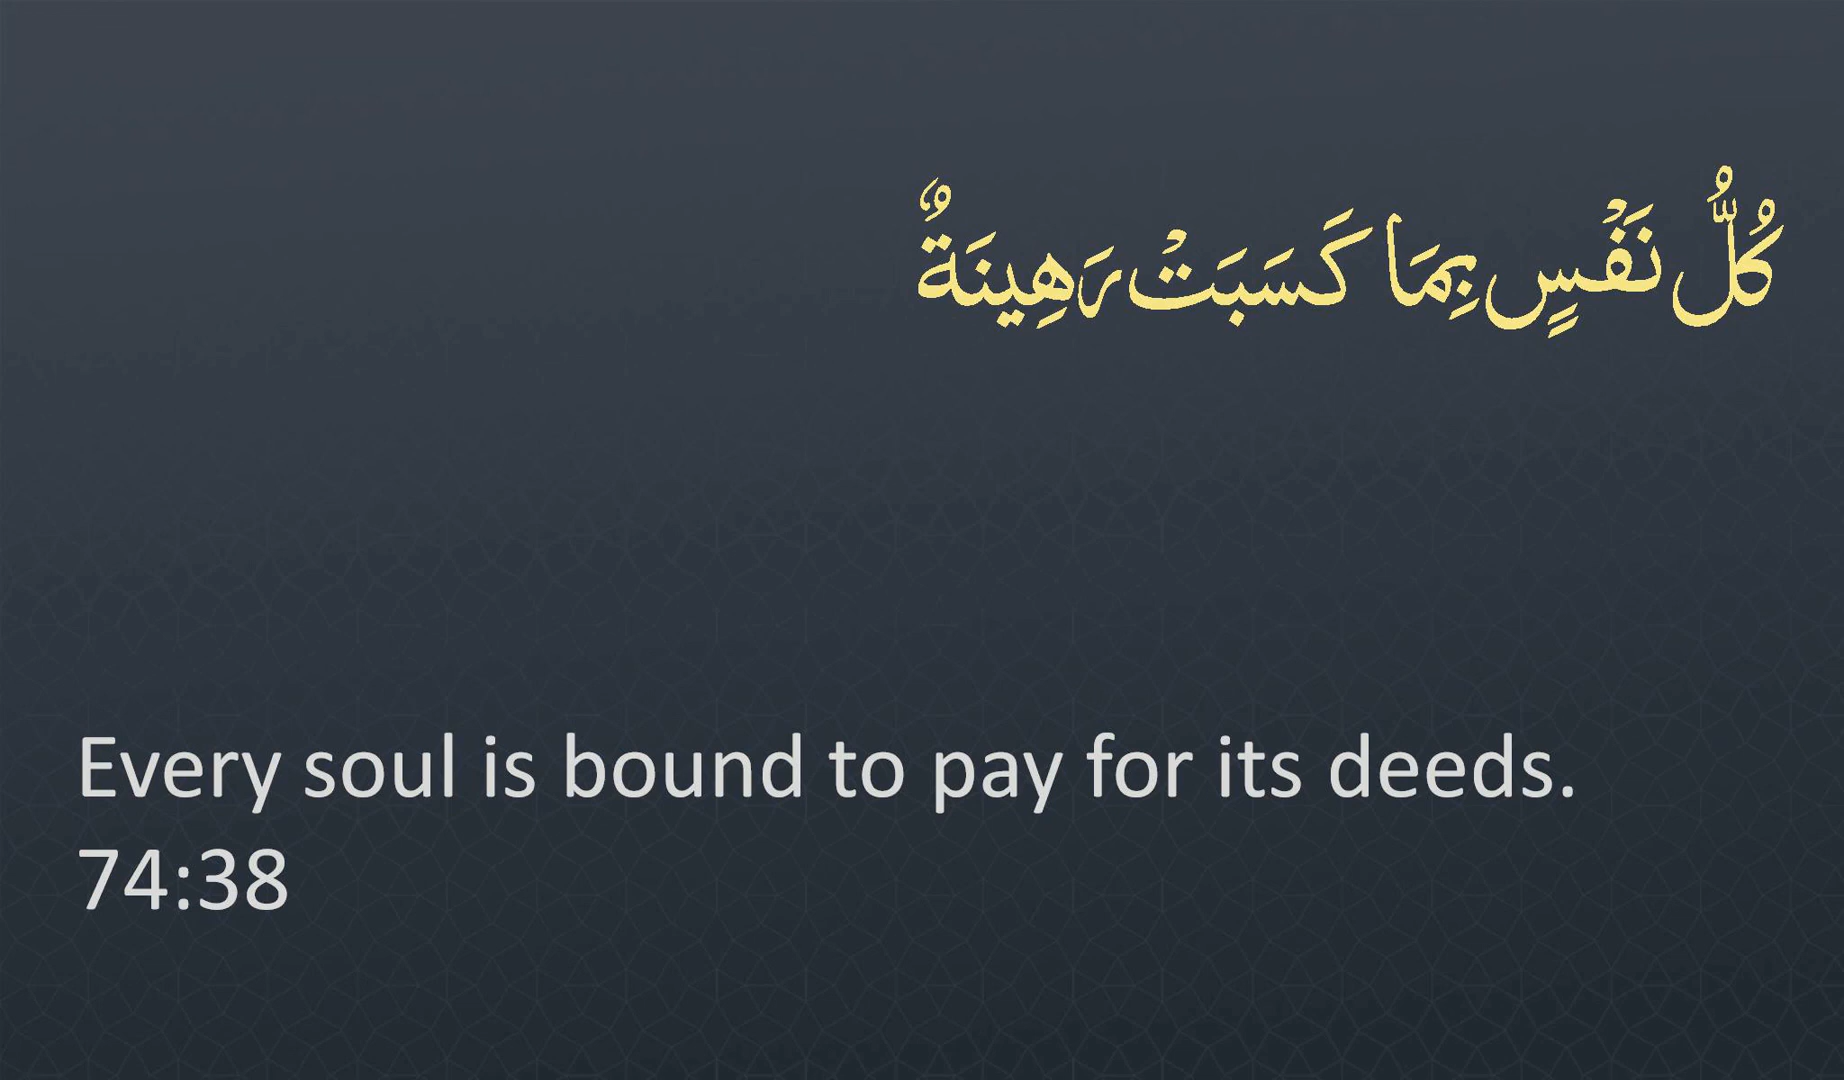 كُلُّ نَفْسٍ بِمَا كَسَبَتْ رَهِينَةٌ
Every soul is bound to pay for its deeds.
74:38